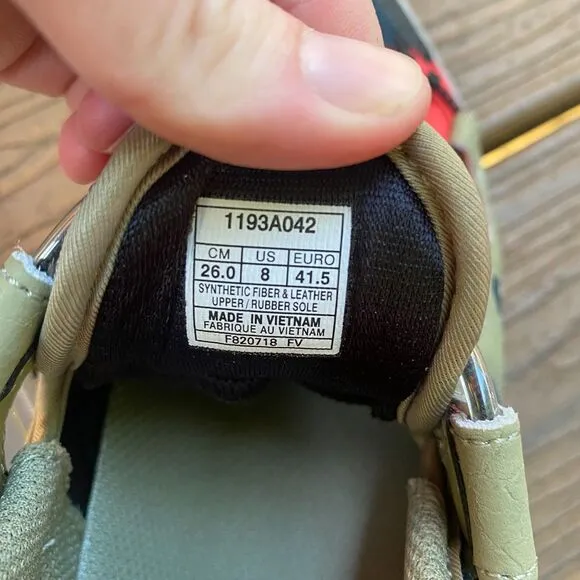 1193A042
CM US EURO
26.0 8 41.5
SYNTHETIC FIBER & LEATHER
UPPER / RUBBER SOLE
MADE IN VIETNAM
FABRIQUE AU VIETNAM
F820718 FV